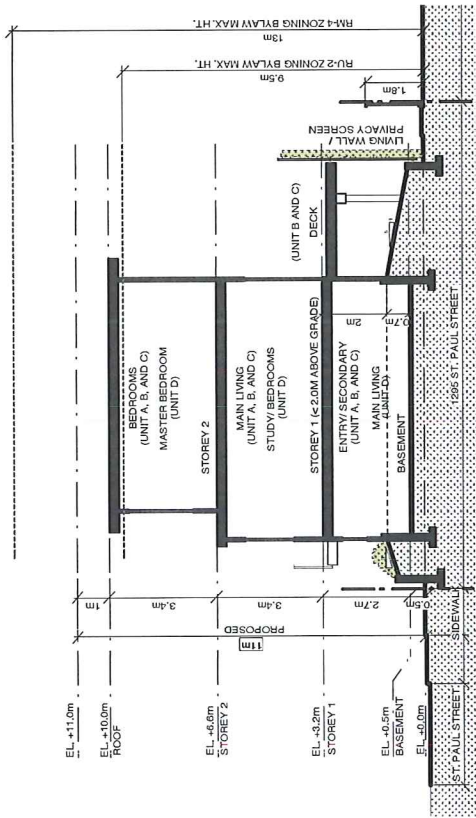 RM-4 ZONING BYLAW MAX. HT.
13m
RU-2 ZONING BYLAW MAX. HT.
9.5m
1.8m
LIVING WALL /
PRIVACY SCREEN
(UNIT B AND C)
DECK
BEDROOMS
(UNIT A, B, AND C)
MASTER BEDROOM
(UNIT D)
STOREY 2
MAIN LIVING
(UNIT A, B, AND C)
STUDY/ BEDROOMS
(UNIT D)
STOREY 1 (< 2.0M ABOVE GRADE)
ENTRY/ SECONDARY
(UNIT A, B, AND C)
MAIN LIVING
(UNIT D)
BASEMENT
2m
0.7m
1295 ST. PAUL STREET
1m
3.4m
3.4m
2.7m
0.5m
PROPOSED
11m
SIDEWALK
EL +11.0m
EL +10.0m
ROOF
EL +6.6m
STOREY 2
EL +3.2m
STOREY 1
EL +0.5m
BASEMENT
EL +0.0m
ST. PAUL STREET